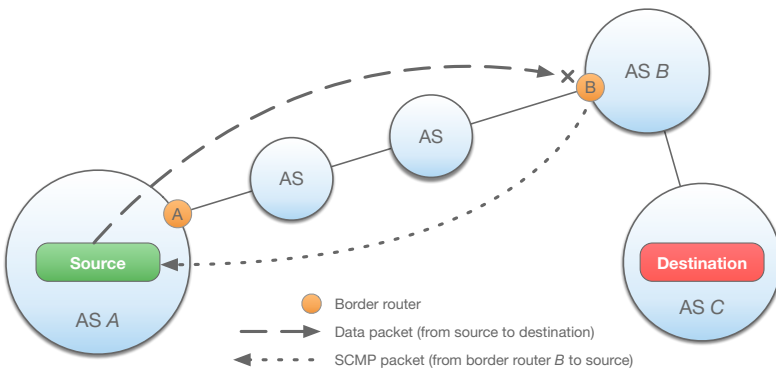 AS B
B
AS
AS
A
Source
AS A
Destination
AS C
Border router
Data packet (from source to destination)
SCMP packet (from border router B to source)